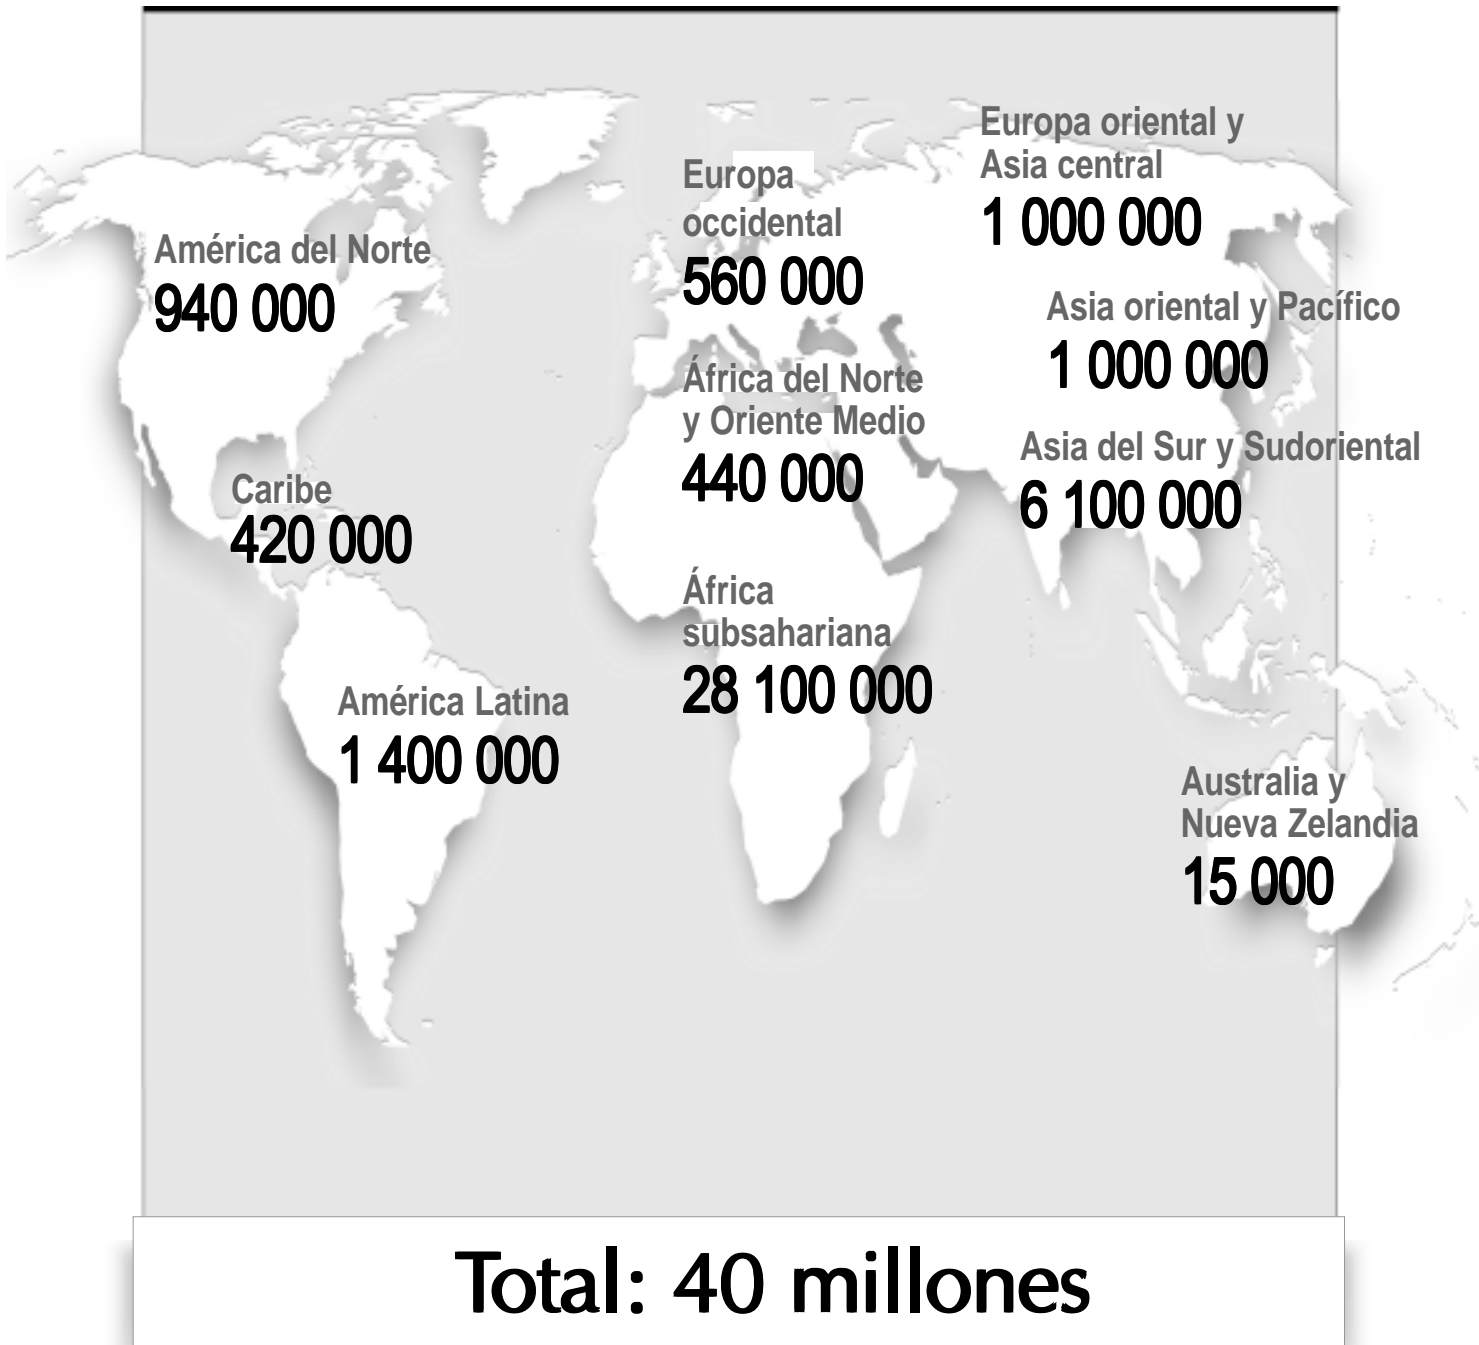 Europa oriental y
Asia central
1 000 000
Europa
occidental
560 000
América del Norte
940 000
Asia oriental y Pacífico
1 000 000
África del Norte
y Oriente Medio
440 000
Asia del Sur y Sudoriental
6 100 000
Caribe
420 000
África
subsahariana
28 100 000
América Latina
1 400 000
Australia y
Nueva Zelandia
15 000
Total: 40 millones